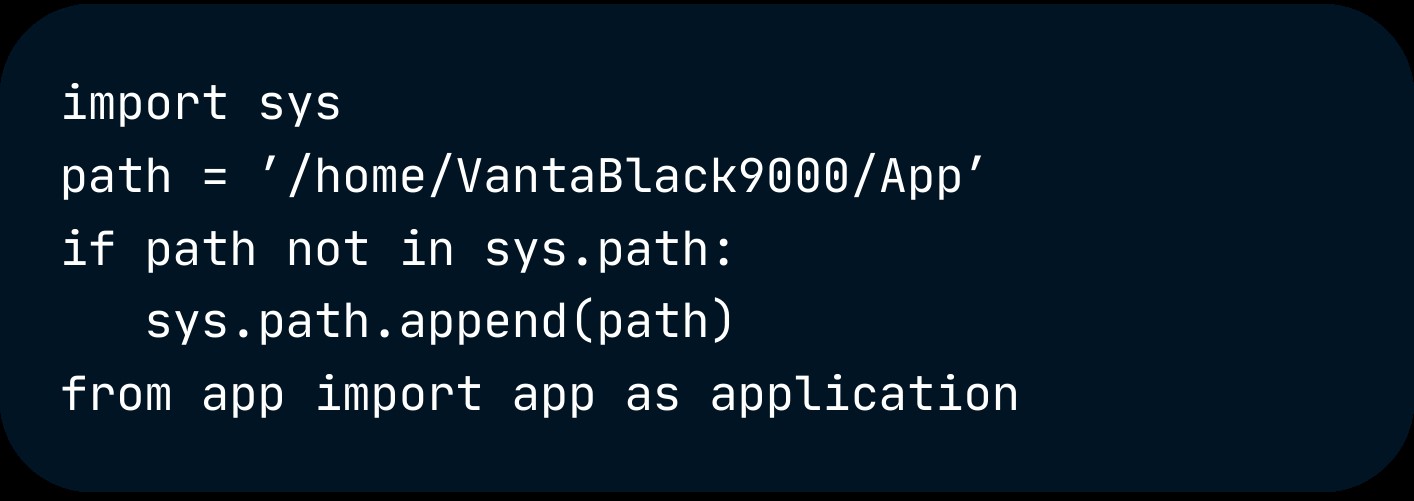 import sys
path = ’/home/VantaBlack9000/App’
if path not in sys.path:
   sys.path.append(path)
from app import app as application